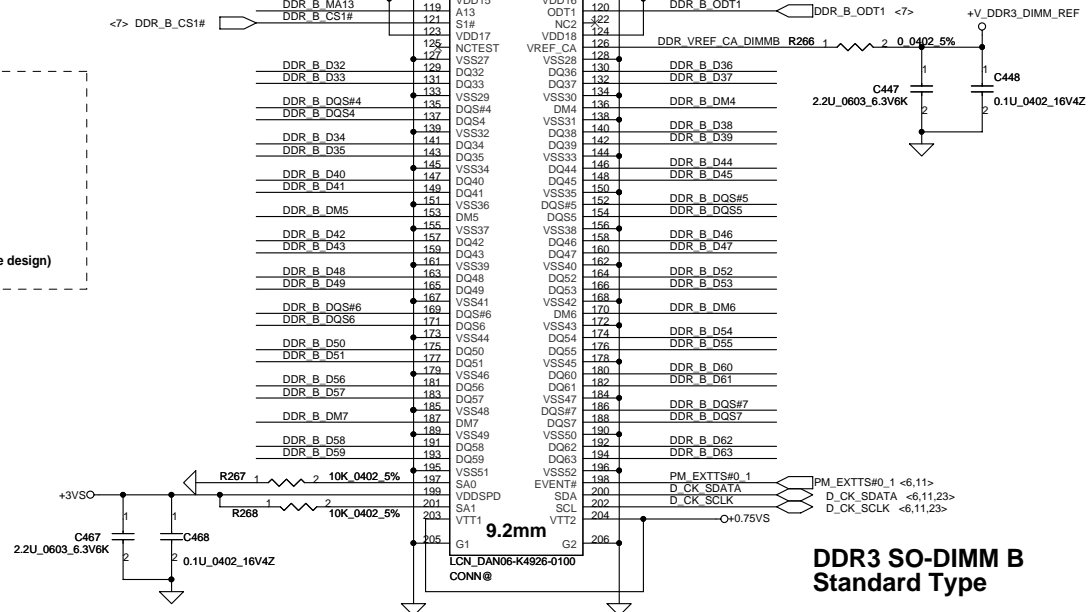 DDR_B_MA13 119 A13 VDD15 VDD16 120 ODT1 DDR_B_ODT1 DDR_B_ODT1 <7>
<7> DDR_B_CS1# DDR_B_CS1# 121 S1# NC2 122
123 VDD17 VDD18 124
125 NCTEST VREF_CA 126 DDR_VREF_CA_DIMMB R266 1 2 0_0402_5% +V_DDR3_DIMM_REF
127 VSS27 VSS28 128
DDR_B_D32 129 DQ32 DQ36 130 DDR_B_D36
DDR_B_D33 131 DQ33 DQ37 132 DDR_B_D37
133 VSS29 VSS30 134
DDR_B_DQS#4 135 DQS#4 DM4 136 DDR_B_DM4
DDR_B_DQS4 137 DQS4 VSS31 138
139 VSS32 DQ38 140 DDR_B_D38
DDR_B_D34 141 DQ34 DQ39 142 DDR_B_D39
DDR_B_D35 143 DQ35 VSS33 144
145 VSS34 DQ44 146 DDR_B_D44
DDR_B_D40 147 DQ40 DQ45 148 DDR_B_D45
DDR_B_D41 149 DQ41 VSS35 150
151 VSS36 DQS#5 152 DDR_B_DQS#5
DDR_B_DM5 153 DM5 DQS5 154 DDR_B_DQS5
155 VSS37 VSS38 156
DDR_B_D42 157 DQ42 DQ46 158 DDR_B_D46
DDR_B_D43 159 DQ43 DQ47 160 DDR_B_D47
161 VSS39 VSS40 162
DDR_B_D48 163 DQ48 DQ52 164 DDR_B_D52
DDR_B_D49 165 DQ49 DQ53 166 DDR_B_D53
167 VSS41 VSS42 168
DDR_B_DQS#6 169 DQS#6 DM6 170 DDR_B_DM6
DDR_B_DQS6 171 DQS6 VSS43 172
173 VSS44 DQ54 174 DDR_B_D54
DDR_B_D50 175 DQ50 DQ55 176 DDR_B_D55
DDR_B_D51 177 DQ51 VSS45 178
179 VSS46 DQ60 180 DDR_B_D60
DDR_B_D56 181 DQ56 DQ61 182 DDR_B_D61
DDR_B_D57 183 DQ57 VSS47 184
185 VSS48 DQS#7 186 DDR_B_DQS#7
DDR_B_DM7 187 DM7 DQS7 188 DDR_B_DQS7
189 VSS49 VSS50 190
DDR_B_D58 191 DQ58 DQ62 192 DDR_B_D62
DDR_B_D59 193 DQ59 DQ63 194 DDR_B_D63
195 VSS51 VSS52 196
R267 1 2 10K_0402_5% 197 SA0 EVENT# 198 PM_EXTTS#0_1 PM_EXTTS#0_1 <6,11>
+3VS 199 VDDSPD SDA 200 D_CK_SDATA D_CK_SDATA <6,11,23>
R268 1 2 10K_0402_5% 201 SA1 SCL 202 D_CK_SCLK D_CK_SCLK <6,11,23>
203 VTT1 VTT2 204 +0.75VS
205 G1 G2 206
9.2mm
LCN_DAN06-K4926-0100
CONN@
1 C447 2.2U_0603_6.3V6K 2
1 C448 0.1U_0402_16V4Z 2
1 C467 2.2U_0603_6.3V6K 2
1 C468 0.1U_0402_16V4Z 2
e design)
DDR3 SO-DIMM B
Standard Type